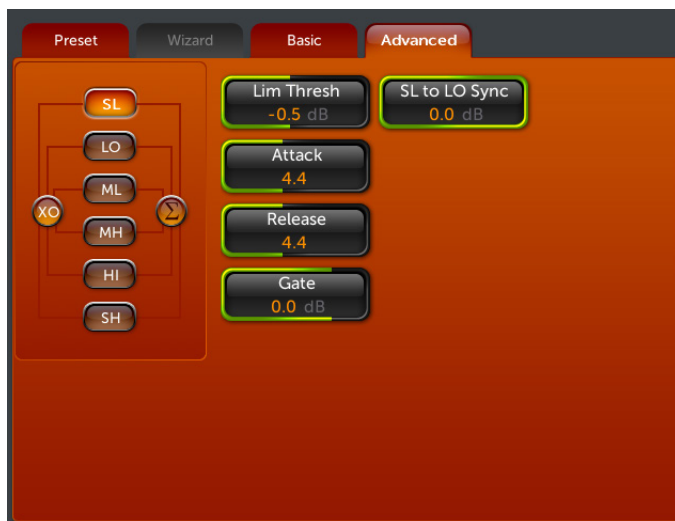 Preset
Wizard
Basic
Advanced
SL
LO
ML
XO
Σ
MH
HI
SH
Lim Thresh
-0.5 dB
SL to LO Sync
0.0 dB
Attack
4.4
Release
4.4
Gate
0.0 dB